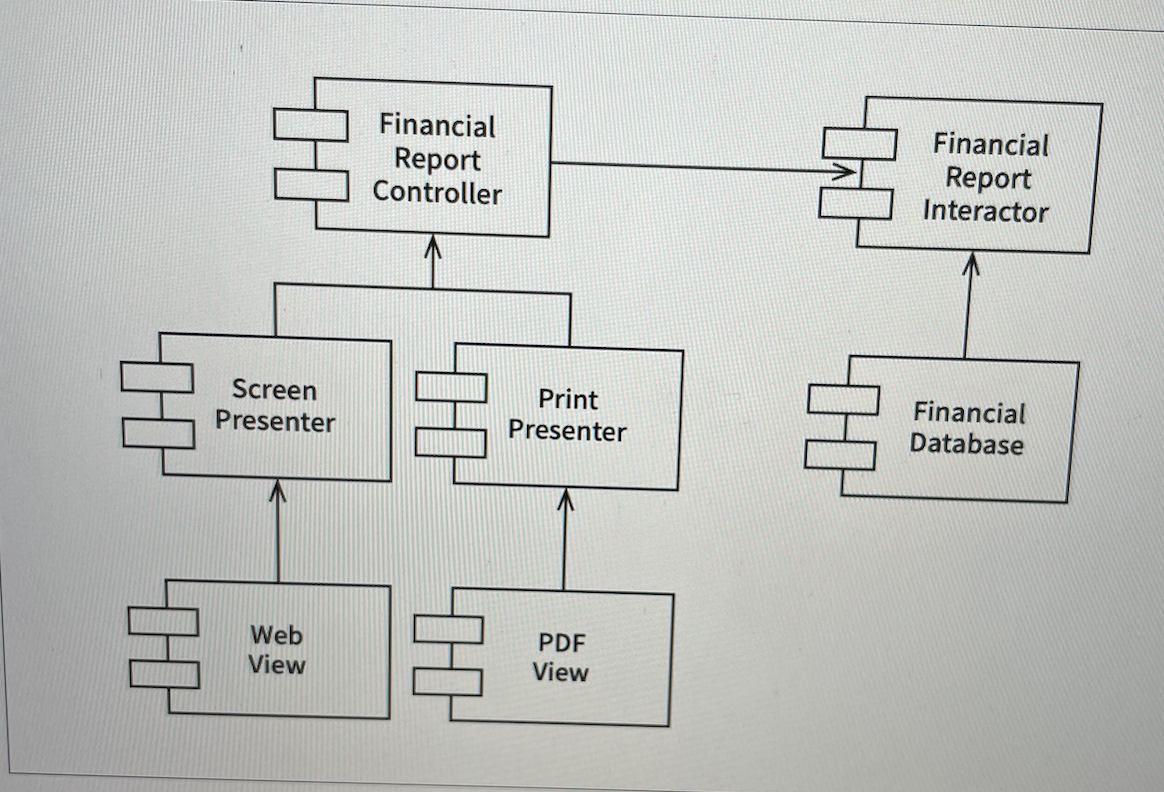 Financial
Report
Controller
Financial
Report
Interactor
Screen
Presenter
Print
Presenter
Financial
Database
Web
View
PDF
View